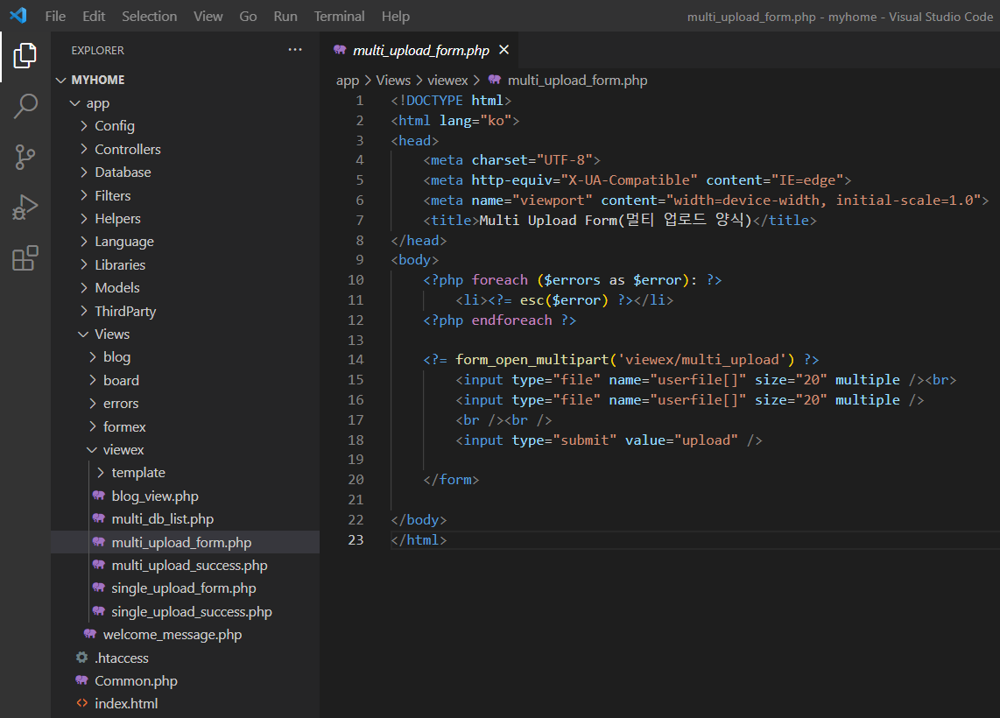 File Edit Selection View Go Run Terminal Help
multi_upload_form.php - myhome - Visual Studio Code
EXPLORER
MYHOME
app
Config
Controllers
Database
Filters
Helpers
Language
Libraries
Models
ThirdParty
Views
blog
board
errors
formex
viewex
template
blog_view.php
multi_db_list.php
multi_upload_form.php
multi_upload_success.php
single_upload_form.php
single_upload_success.php
welcome_message.php
.htaccess
Common.php
index.html
multi_upload_form.php
app > Views > viewex > multi_upload_form.php
1 <!DOCTYPE html>
2 <html lang="ko">
3 <head>
4 <meta charset="UTF-8">
5 <meta http-equiv="X-UA-Compatible" content="IE=edge">
6 <meta name="viewport" content="width=device-width, initial-scale=1.0">
7 <title>Multi Upload Form(멀티 업로드 양식)</title>
8 </head>
9 <body>
10 <?php foreach ($errors as $error): ?>
11 <li><?= esc($error) ?></li>
12 <?php endforeach ?>
13
14 <?= form_open_multipart('viewex/multi_upload') ?>
15 <input type="file" name="userfile[]" size="20" multiple /><br>
16 <input type="file" name="userfile[]" size="20" multiple />
17 <br /><br />
18 <input type="submit" value="upload" />
19
20 </form>
21
22 </body>
23 </html>